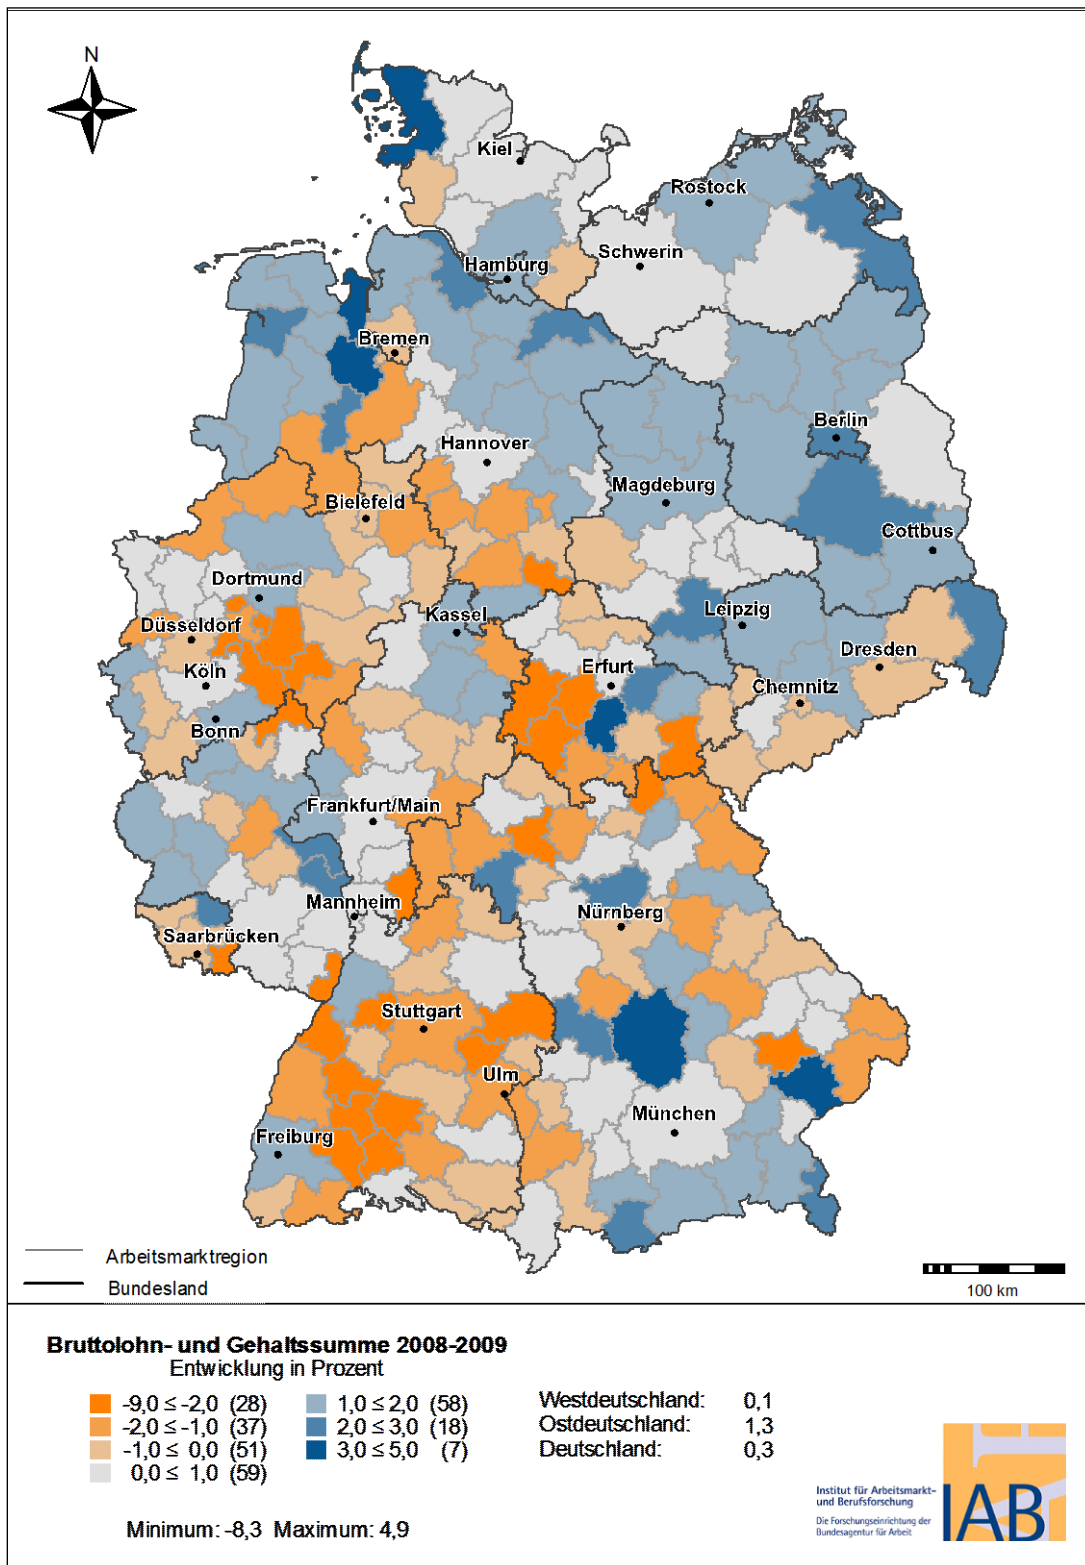 N
Kiel
Rostock
Schwerin
Hamburg
Bremen
Berlin
Hannover
Magdeburg
Bielefeld
Cottbus
Dortmund
Kassel
Leipzig
Düsseldorf
Dresden
Köln
Erfurt
Chemnitz
Bonn
Frankfurt/Main
Mannheim
Nürnberg
Saarbrücken
Stuttgart
Ulm
München
Freiburg
Arbeitsmarktregion
Bundesland
100 km
Bruttolohn- und Gehaltssumme 2008-2009
Entwicklung in Prozent
-9,0 ≤ -2,0 (28)
-2,0 ≤ -1,0 (37)
-1,0 ≤ 0,0 (51)
0,0 ≤ 1,0 (59)
1,0 ≤ 2,0 (58)
2,0 ≤ 3,0 (18)
3,0 ≤ 5,0 (7)
Westdeutschland: 0,1
Ostdeutschland: 1,3
Deutschland: 0,3
Minimum: -8,3 Maximum: 4,9
Institut für Arbeitsmarkt-
und Berufsforschung
Die Forschungseinrichtung der
Bundesagentur für Arbeit
IAB